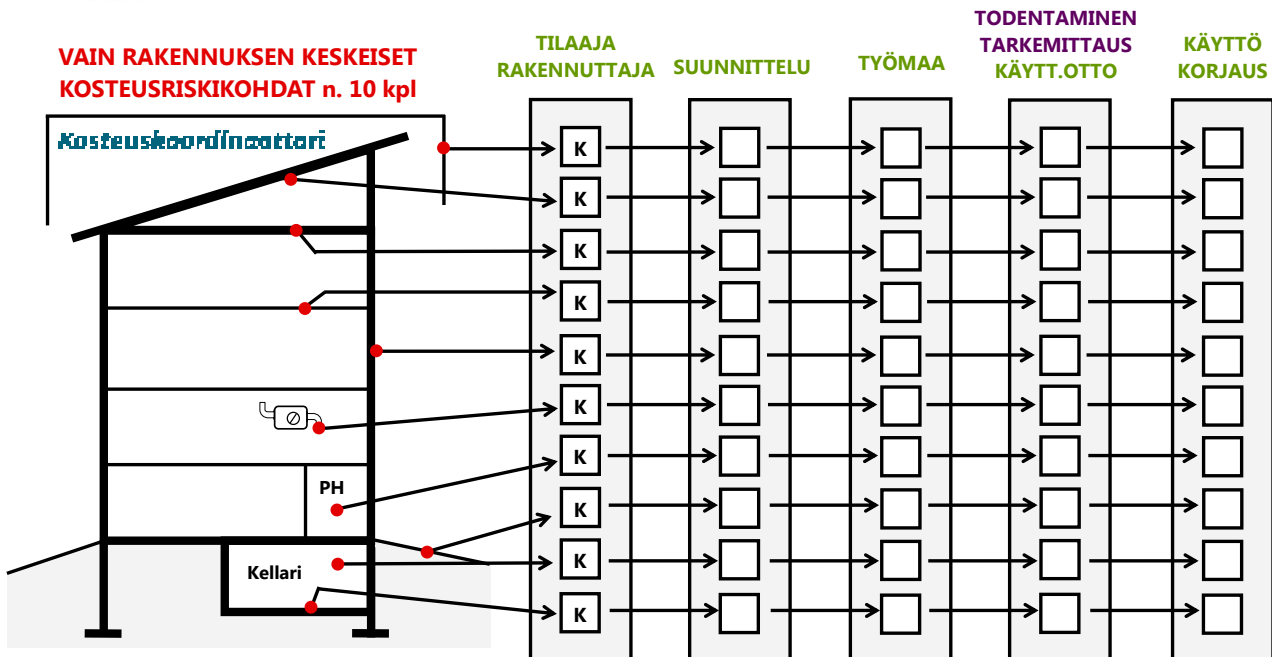 VAIN RAKENNUKSEN KESKEISET
KOSTEUSRISKIKOHDAT n. 10 kpl
Kosteuskoordinaattori
TILAAJA
RAKENNUTTAJA
SUUNNITTELU
TYÖMAA
TODENTAMINEN
TARKEMITTAUS
KÄYTT.OTTO
KÄYTTÖ
KORJAUS
K
K
K
K
K
K
K
K
K
K
PH
Kellari